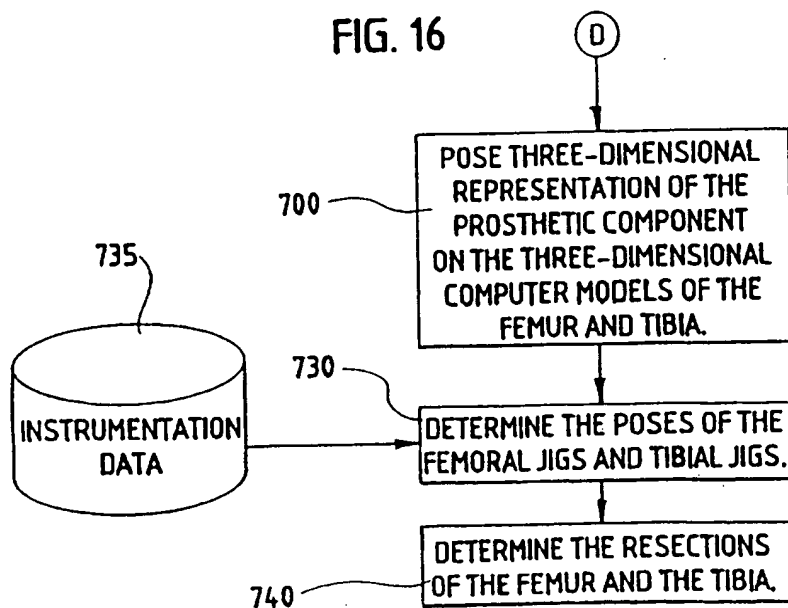 FIG. 16
D
POSE THREE-DIMENSIONAL
REPRESENTATION OF THE
PROSTHETIC COMPONENT
ON THE THREE-DIMENSIONAL
COMPUTER MODELS OF THE
FEMUR AND TIBIA.
700
735
INSTRUMENTATION
DATA
730
DETERMINE THE POSES OF THE
FEMORAL JIGS AND TIBIAL JIGS.
DETERMINE THE RESECTIONS
OF THE FEMUR AND THE TIBIA.
740